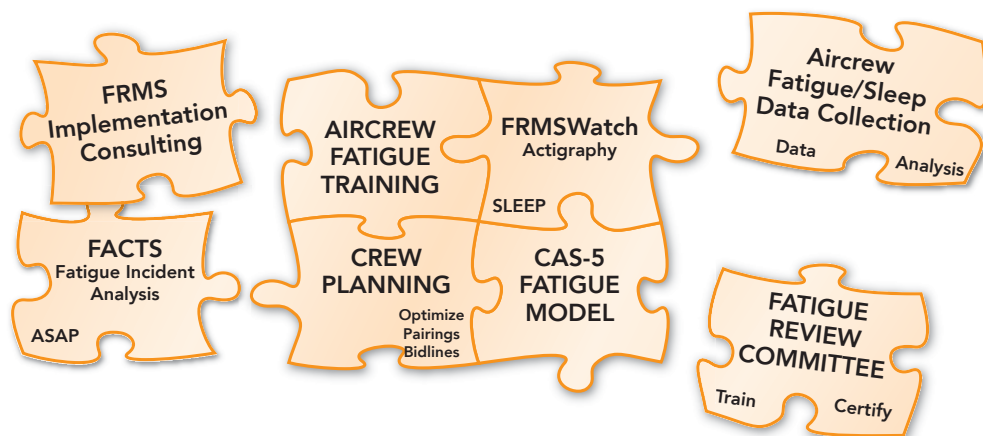 FRMS
Implementation
Consulting
FACTS
Fatigue Incident
Analysis
ASAP
AIRCREW
FATIGUE
TRAINING
FRMSWatch
Actigraphy
SLEEP
CREW
PLANNING
Optimize
Pairings
Bidlines
CAS-5
FATIGUE
MODEL
Aircrew
Fatigue/Sleep
Data Collection
Data
Analysis
FATIGUE
REVIEW
COMMITTEE
Train
Certify